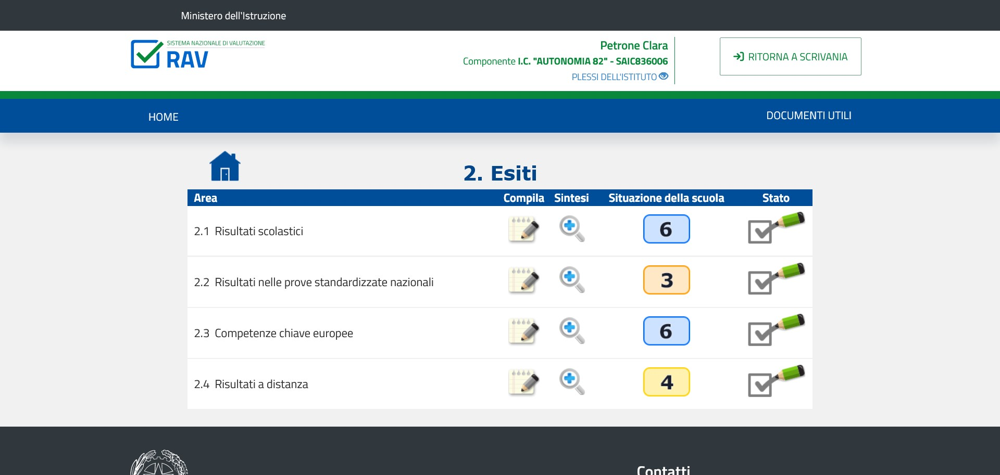 Ministero dell'Istruzione
SISTEMA NAZIONALE DI VALUTAZIONE
RAV
Petrone Clara
Componente I.C. "AUTONOMIA 82" - SAIC836006
PLESSI DELL'ISTITUTO
RITORNA A SCRIVANIA
HOME
DOCUMENTI UTILI
2. Esiti
Area Compila Sintesi Situazione della scuola Stato
2.1 Risultati scolastici 6
2.2 Risultati nelle prove standardizzate nazionali 3
2.3 Competenze chiave europee 6
2.4 Risultati a distanza 4
Contatti